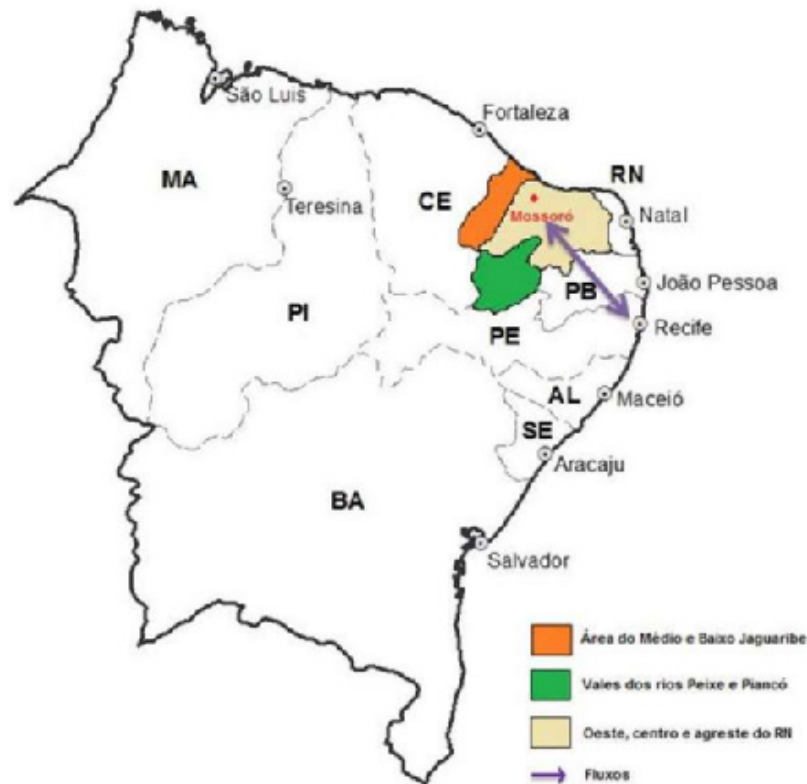 São Luis
Fortaleza
MA
Teresina
CE
RN
Mossoró
Natal
PI
PB
João Pessoa
PE
Recife
AL
Maceió
SE
Aracaju
BA
Salvador
Área do Médio e Baixo Jaguaribe
Vales dos rios Peixe e Piancó
Oeste, centro e agreste do RN
Fluxos